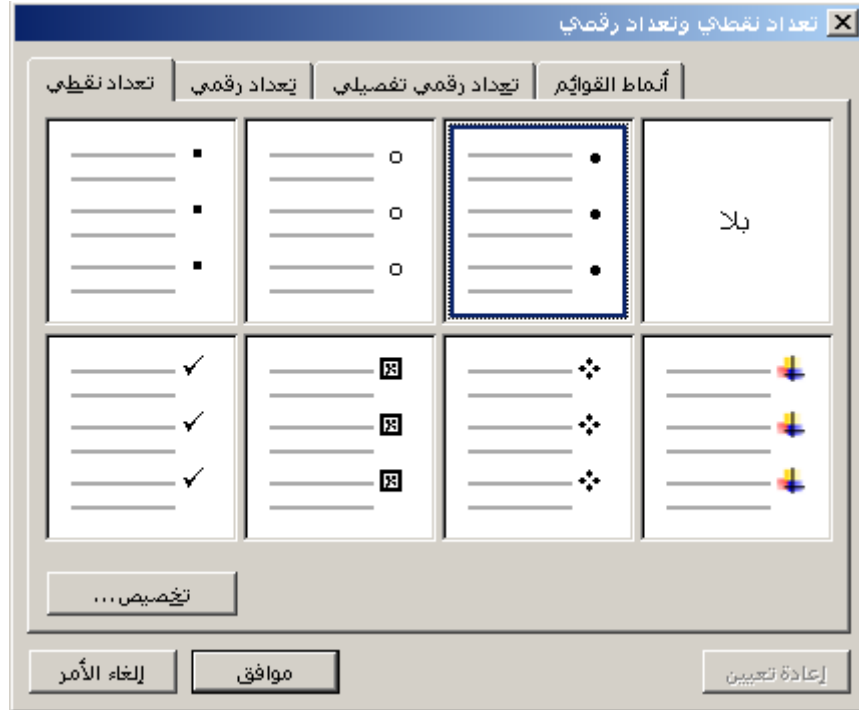 تعداد نقطي وتعداد رقمي
تعداد نقطي
تعداد رقمي
تعداد رقمي تفصيلي
أنماط القوائم
بلا
تخصيص...
إعادة تعيين
موافق
إلغاء الأمر